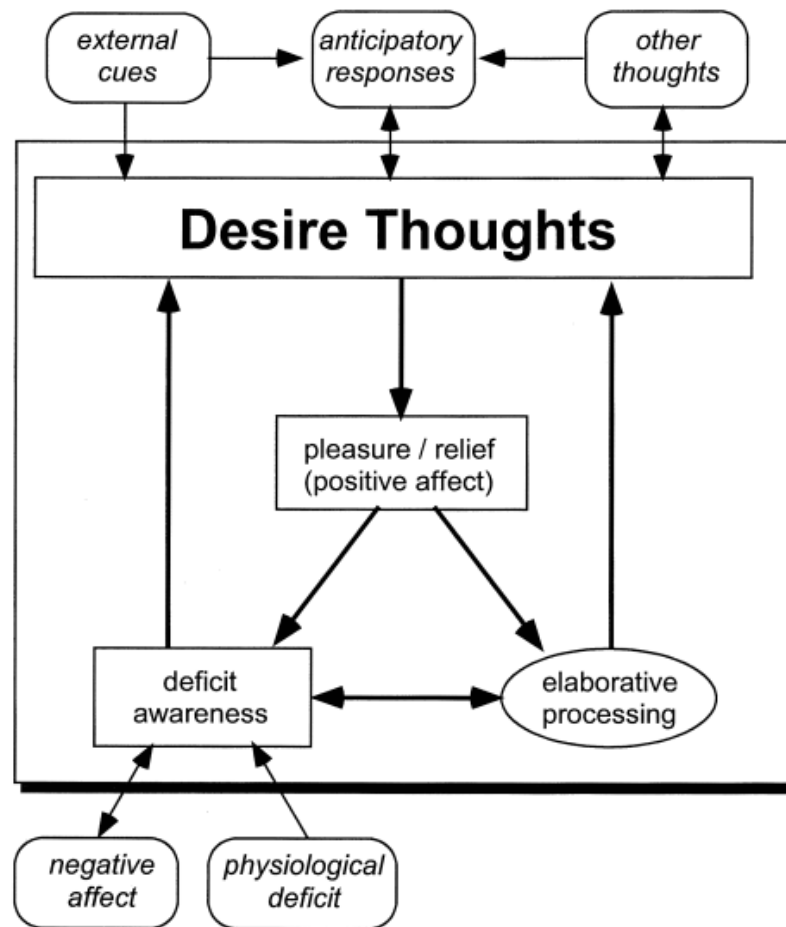 external
cues
anticipatory
responses
other
thoughts
Desire Thoughts
pleasure / relief
(positive affect)
deficit
awareness
elaborative
processing
negative
affect
physiological
deficit